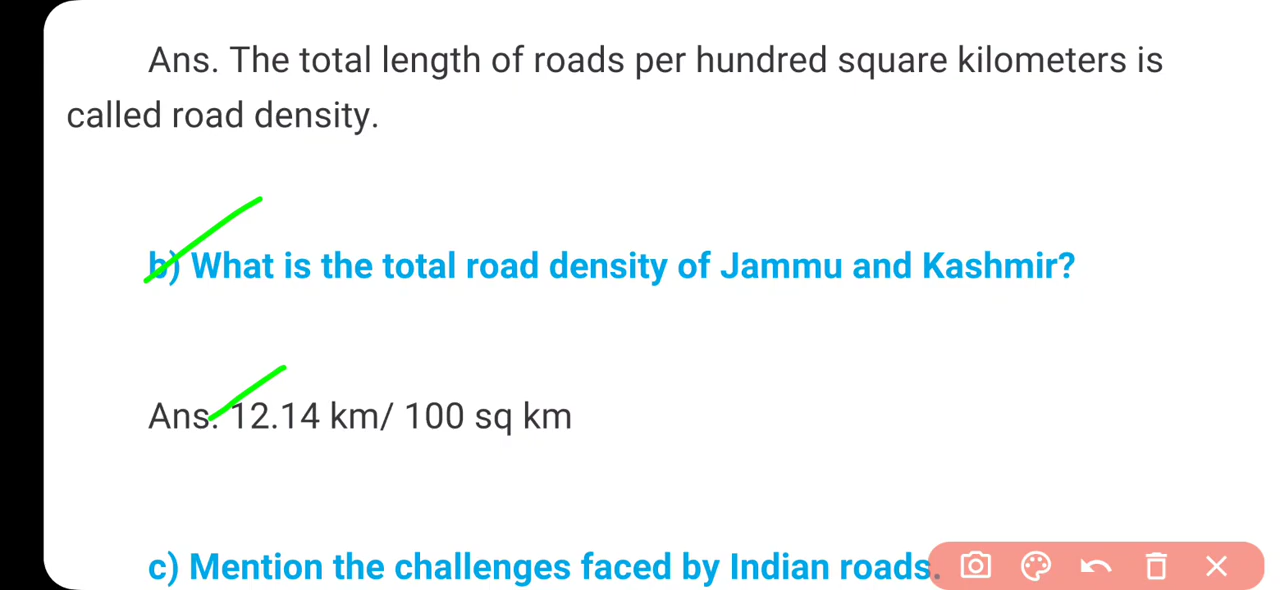 Ans. The total length of roads per hundred square kilometers is
called road density.
b) What is the total road density of Jammu and Kashmir?
Ans. 12.14 km/ 100 sq km
c) Mention the challenges faced by Indian roads.